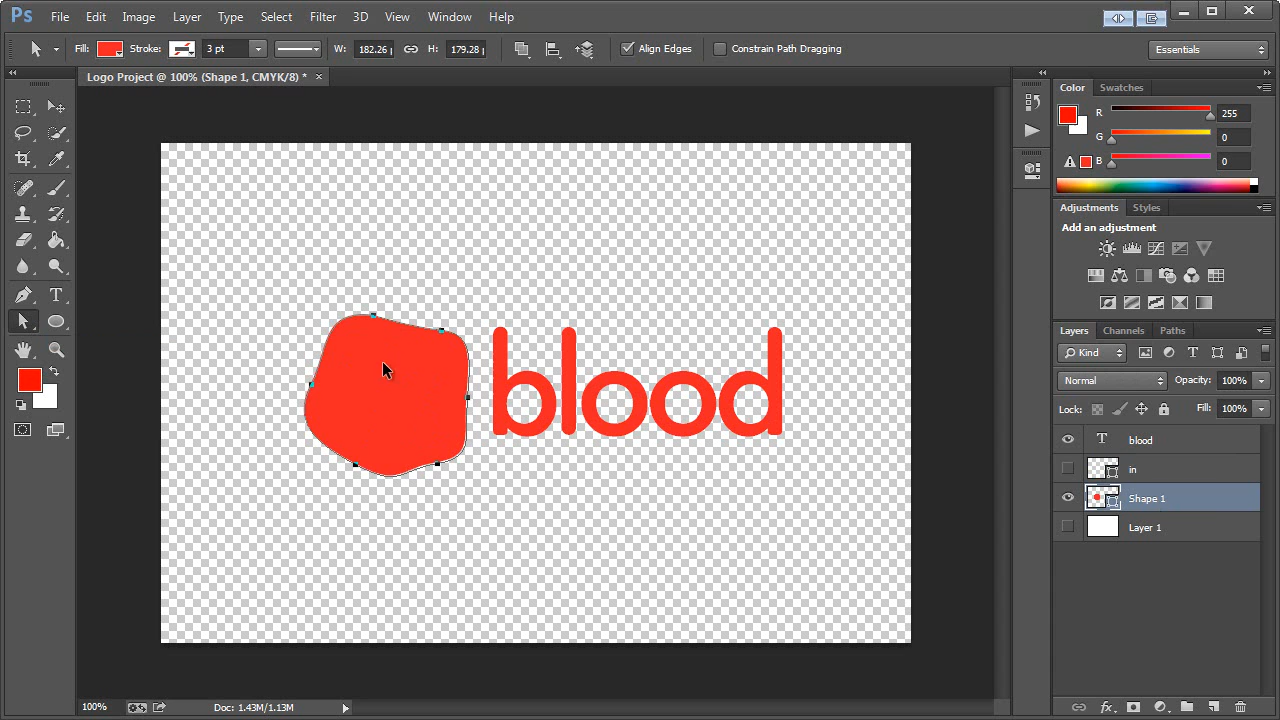 Ps File Edit Image Layer Type Select Filter 3D View Window Help
Fill: Stroke: 3 pt W: 182.26 H: 179.28 Align Edges Constrain Path Dragging Essentials
Logo Project @ 100% (Shape 1, CMYK/8) * ×
Color Swatches
R 255
G 0
B 0
Adjustments Styles
Add an adjustment
Layers Channels Paths
Kind
Normal Opacity: 100%
Lock: Fill: 100%
T blood
in
Shape 1
Layer 1
blood
100% Doc: 1.43M/1.13M